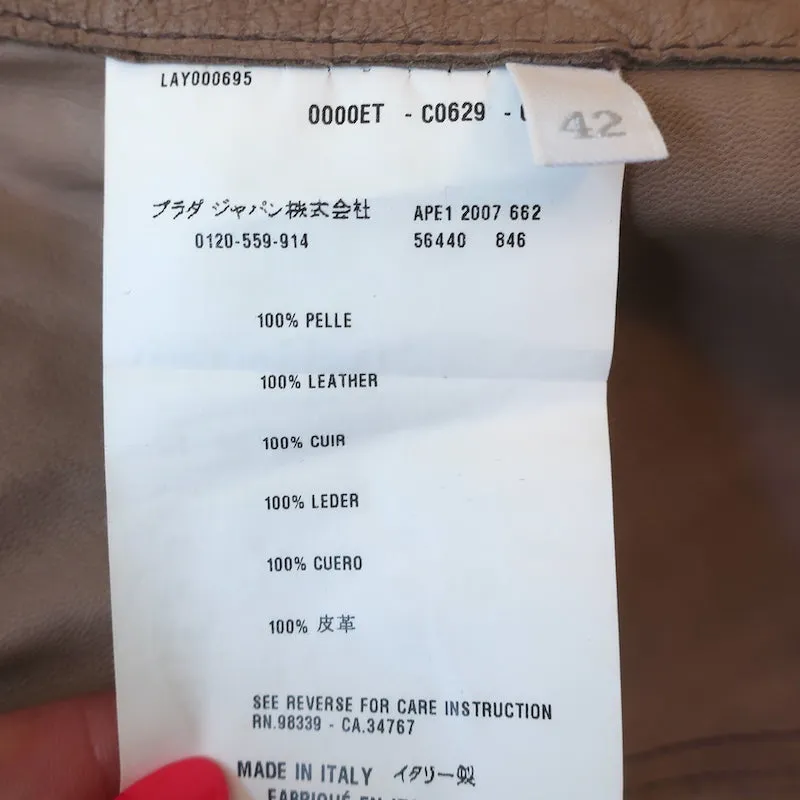 LAY000695
0000ET - C0629 -
42
プラダ ジャパン株式会社 APE1 2007 662
0120-559-914 56440 846
100% PELLE
100% LEATHER
100% CUIR
100% LEDER
100% CUERO
100% 皮革
SEE REVERSE FOR CARE INSTRUCTION
RN.98339 - CA.34767
MADE IN ITALY イタリー製
FABRIQUÉ EN